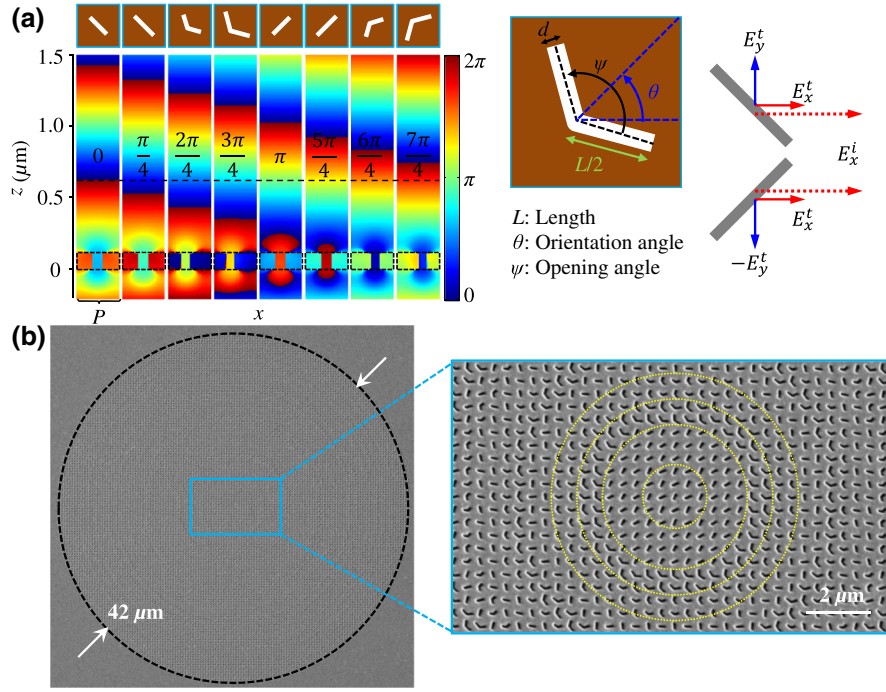 (a)
1.5
1.0
0.5
0
z (μm)
0
π/4
2π/4
3π/4
π
5π/4
6π/4
7π/4
P
x
2π
π
0
d
ψ
θ
L/2
L: Length
θ: Orientation angle
ψ: Opening angle
E_y^t
E_x^t
E_x^i
E_x^t
−E_y^t
(b)
42 μm
2 μm